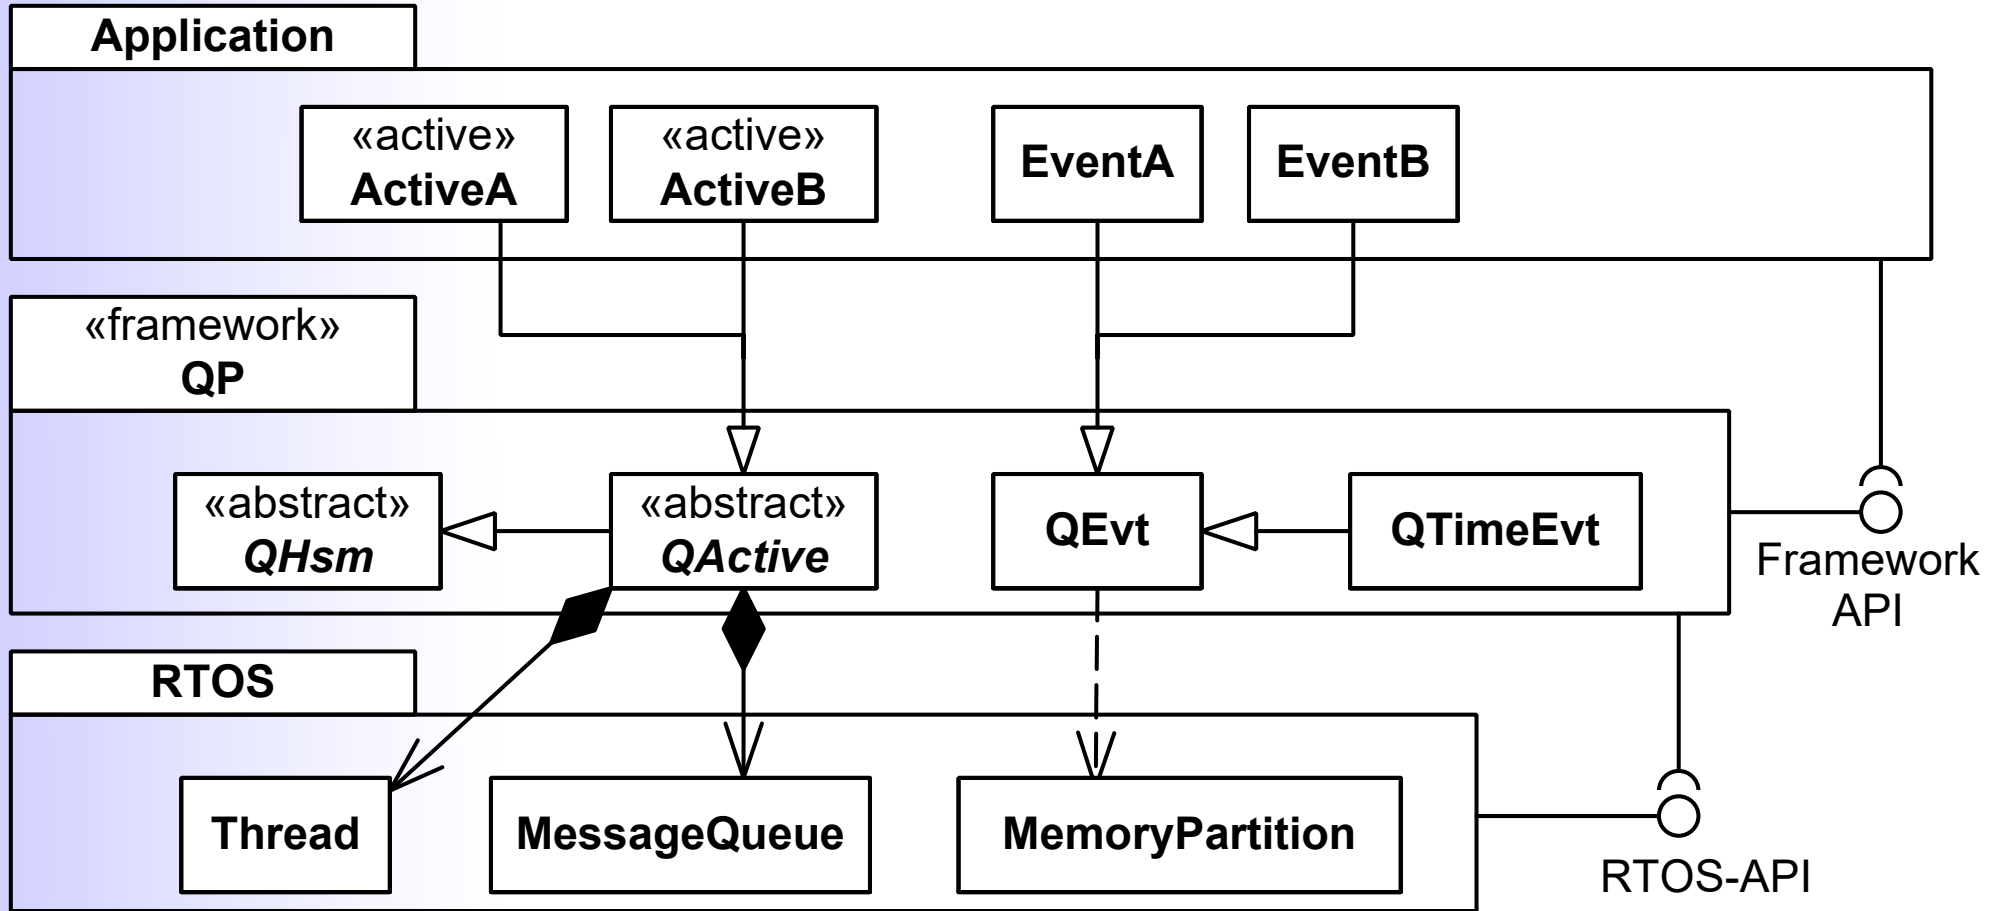 Application
«active»
ActiveA
«active»
ActiveB
EventA
EventB
«framework»
QP
«abstract»
QHsm
«abstract»
QActive
QEvt
QTimeEvt
Framework
API
RTOS
Thread
MessageQueue
MemoryPartition
RTOS-API